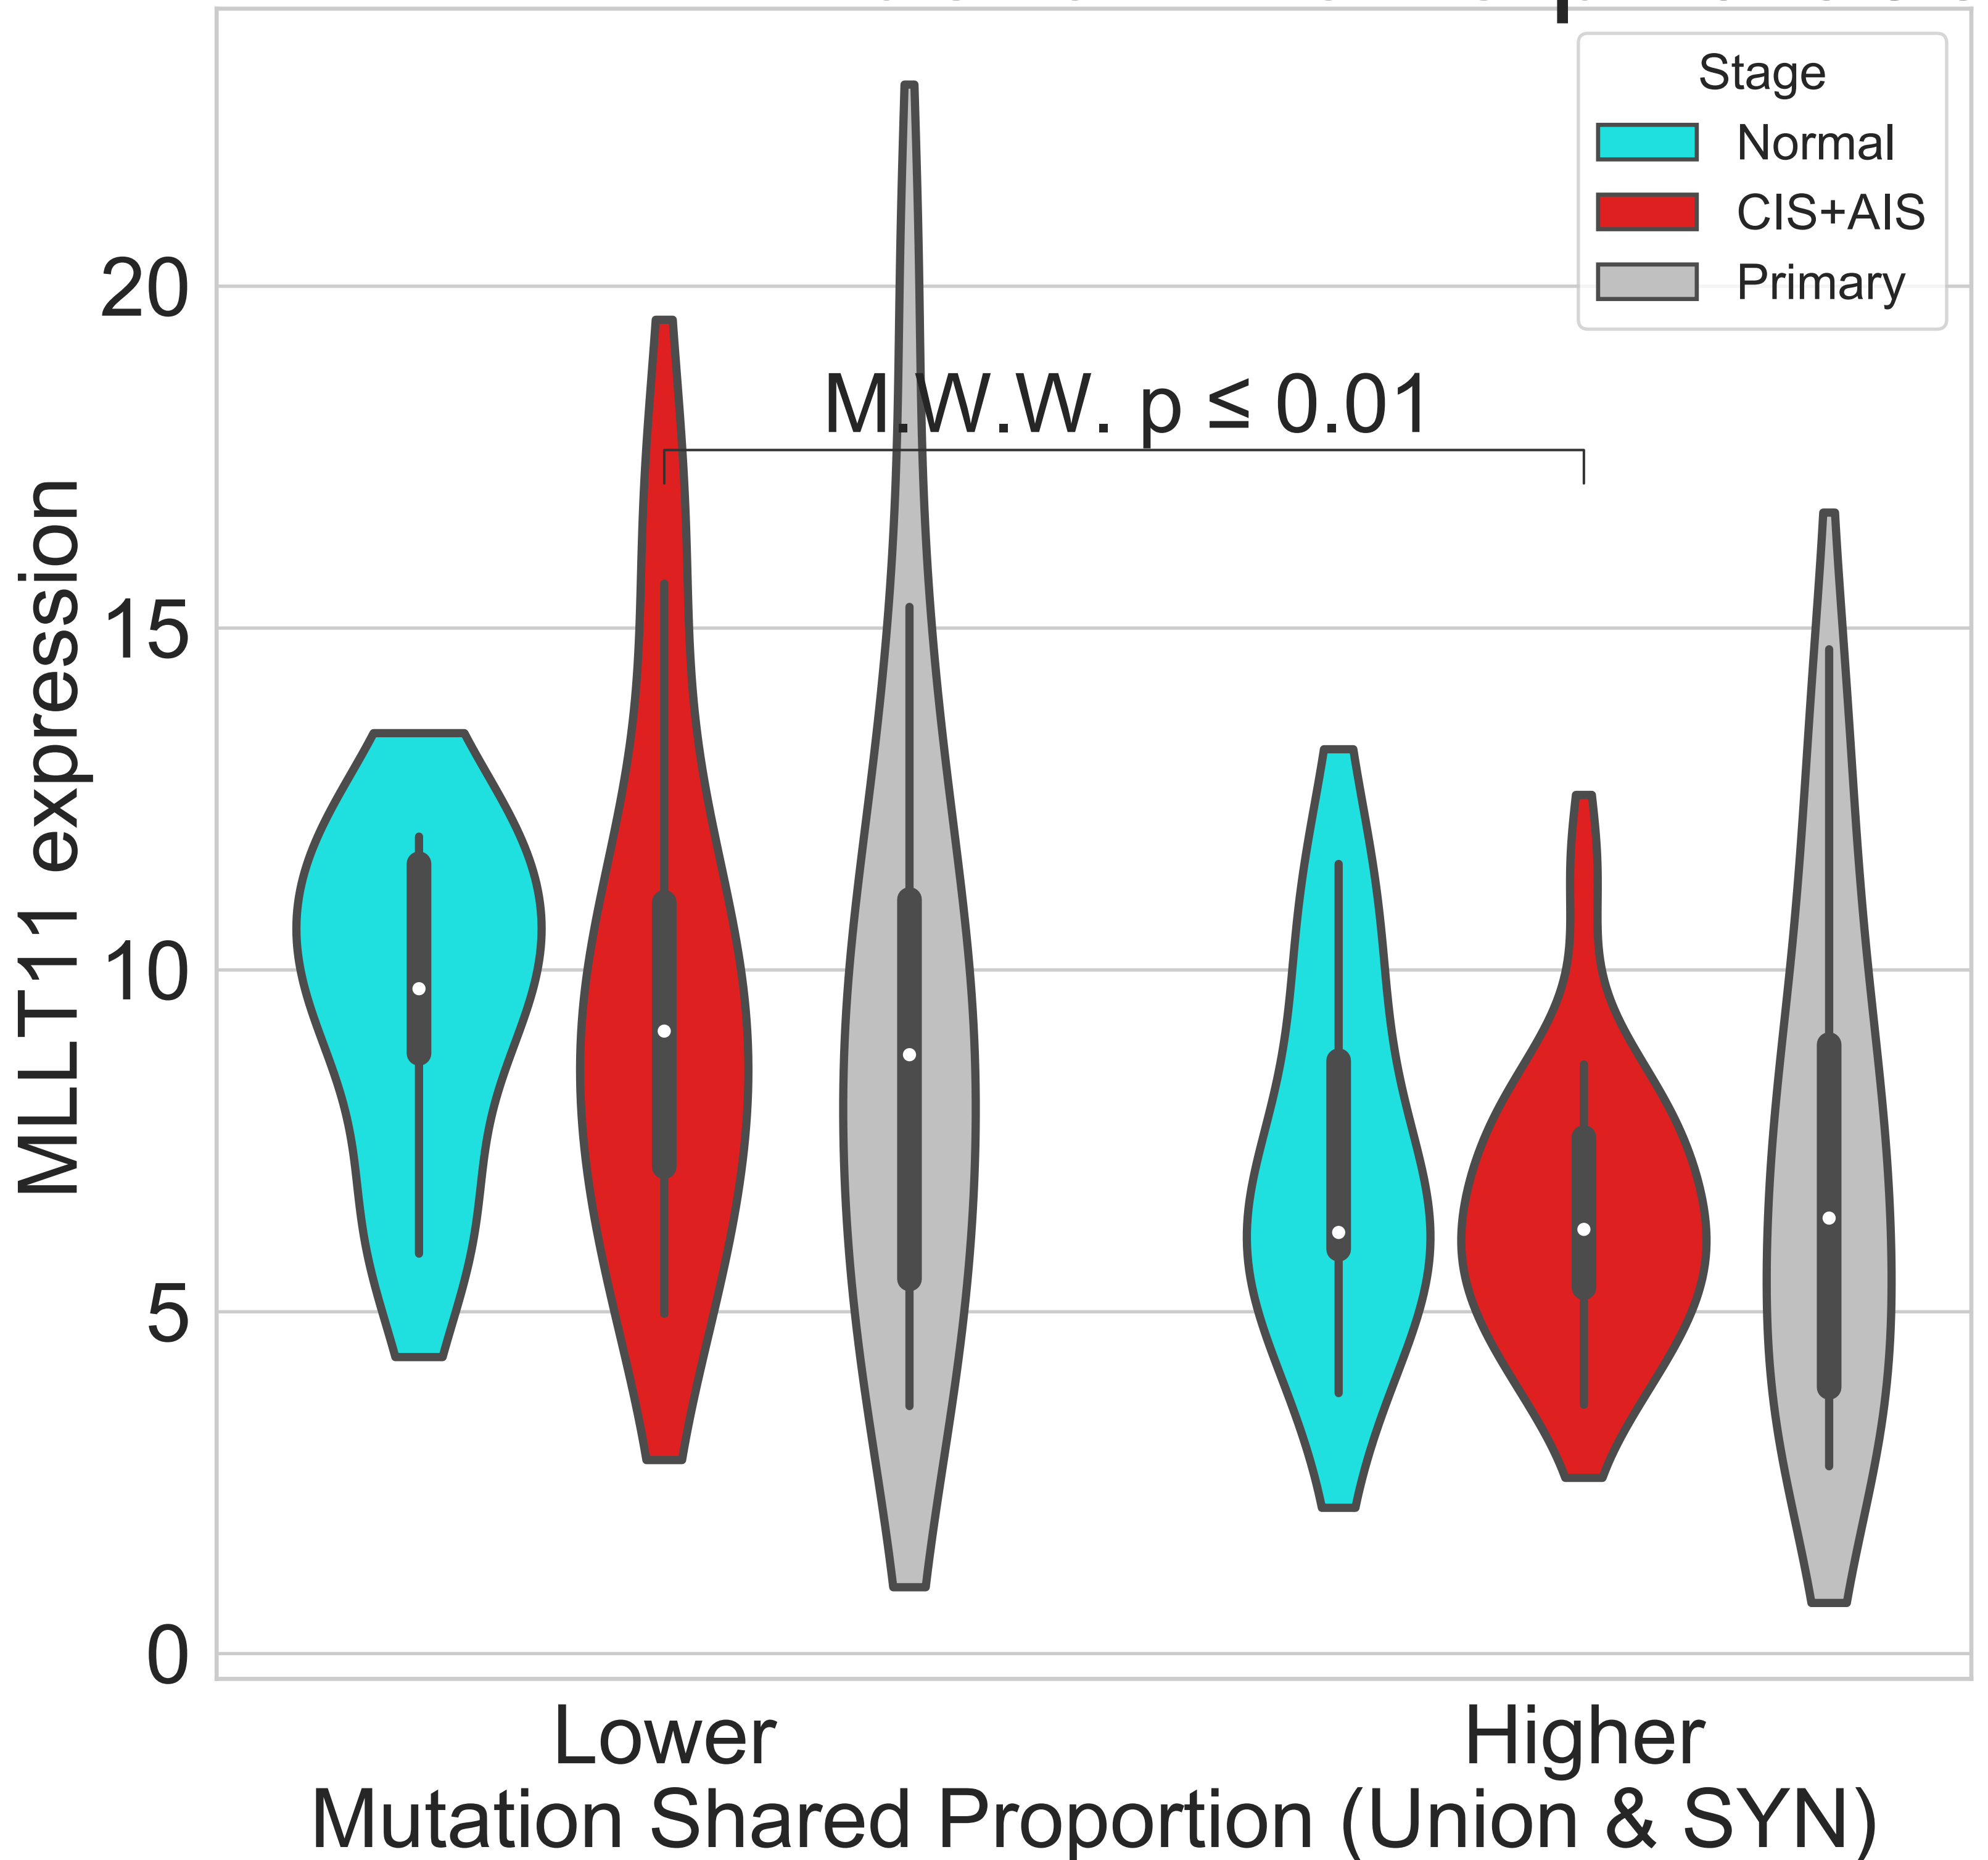 Stage
Normal
CIS+AIS
Primary
M.W.W. p ≤ 0.01
MLLT11 expression
20
15
10
5
0
Lower
Higher
Mutation Shared Proportion (Union & SYN)